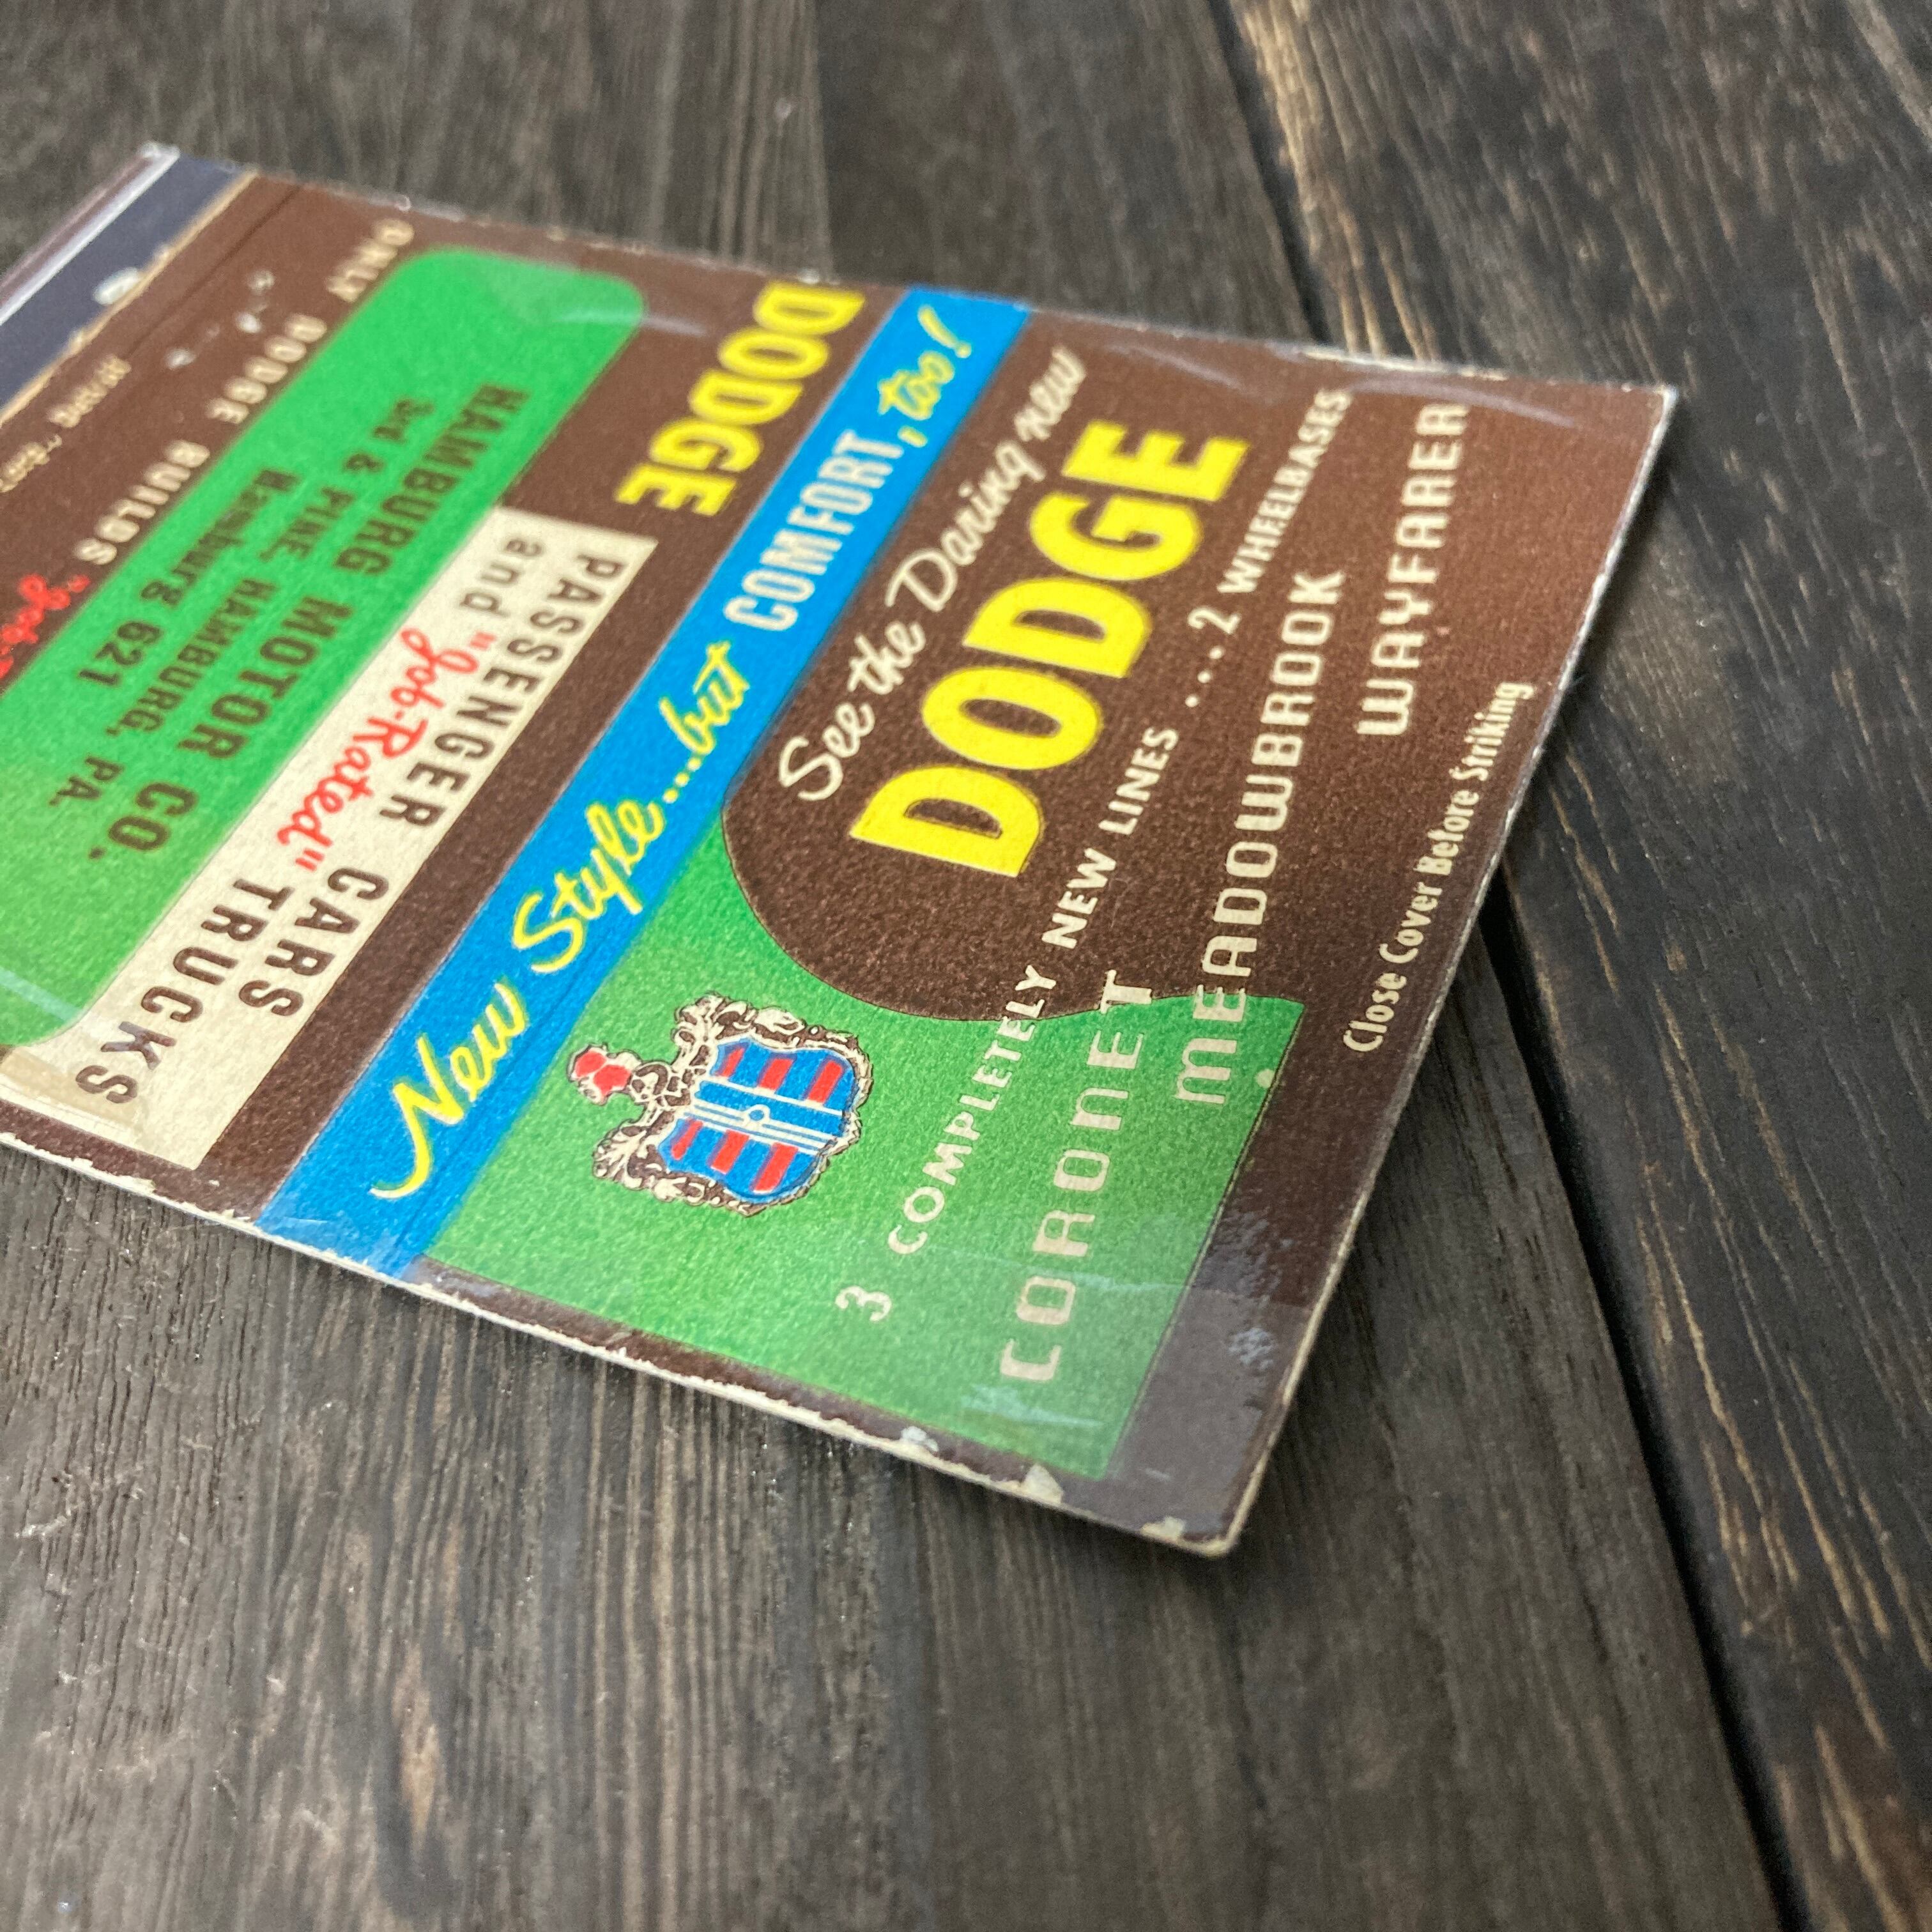 New Style...but COMFORT, too!
See the Daring new
DODGE
3 COMPLETELY NEW LINES ... 2 WHEELBASES
CORONET
MEADOWBROOK
WAYFARER
Close Cover Before Striking
DODGE
PASSENGER CARS
and "Job-Rated" TRUCKS
HAMBURG MOTOR CO.
3rd & PINE, HAMBURG, PA.
Hamburg 621
ONLY DODGE BUILDS